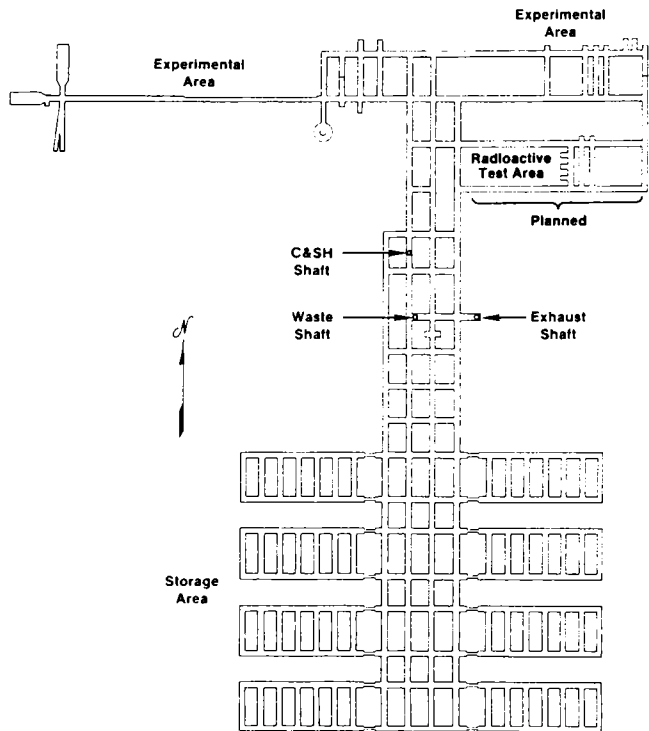 Experimental
Area
Experimental
Area
Radioactive
Test Area
Planned
C&SH
Shaft
Waste
Shaft
Exhaust
Shaft
N
Storage
Area